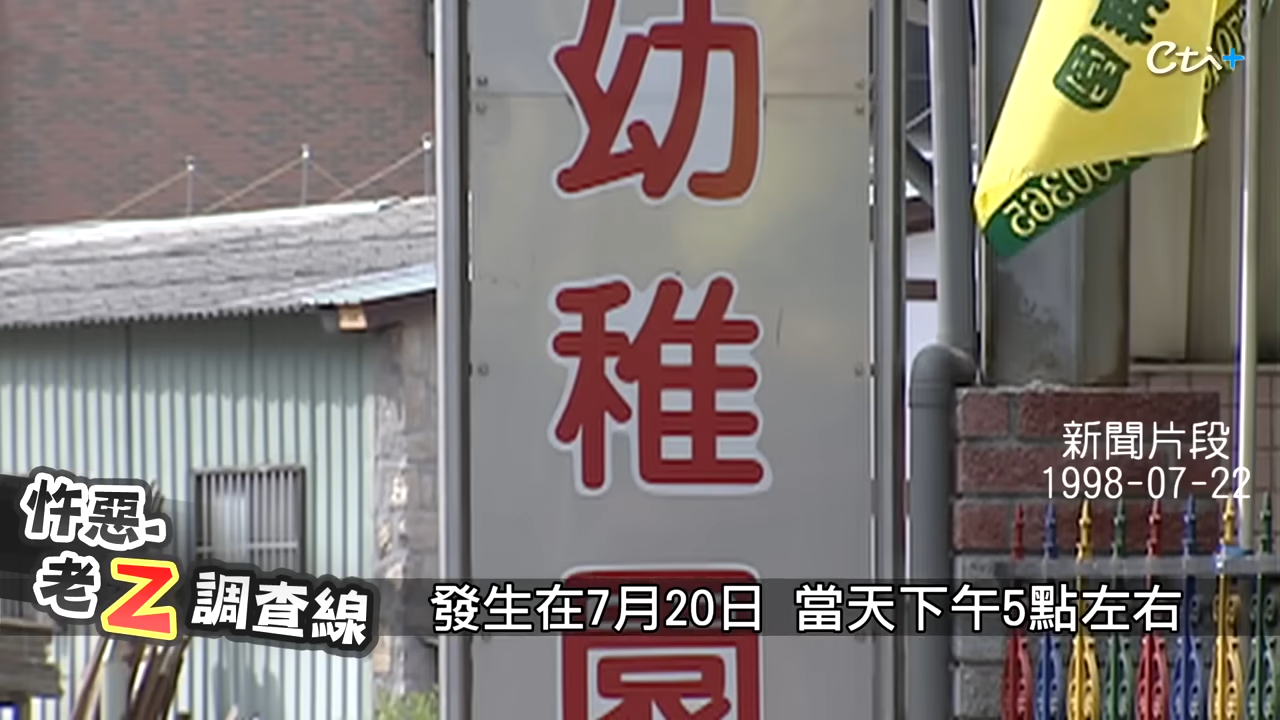 幼稚園
Cti+
新聞片段
1998-07-22
忤惡.
老Z調查線
發生在7月20日 當天下午5點左右